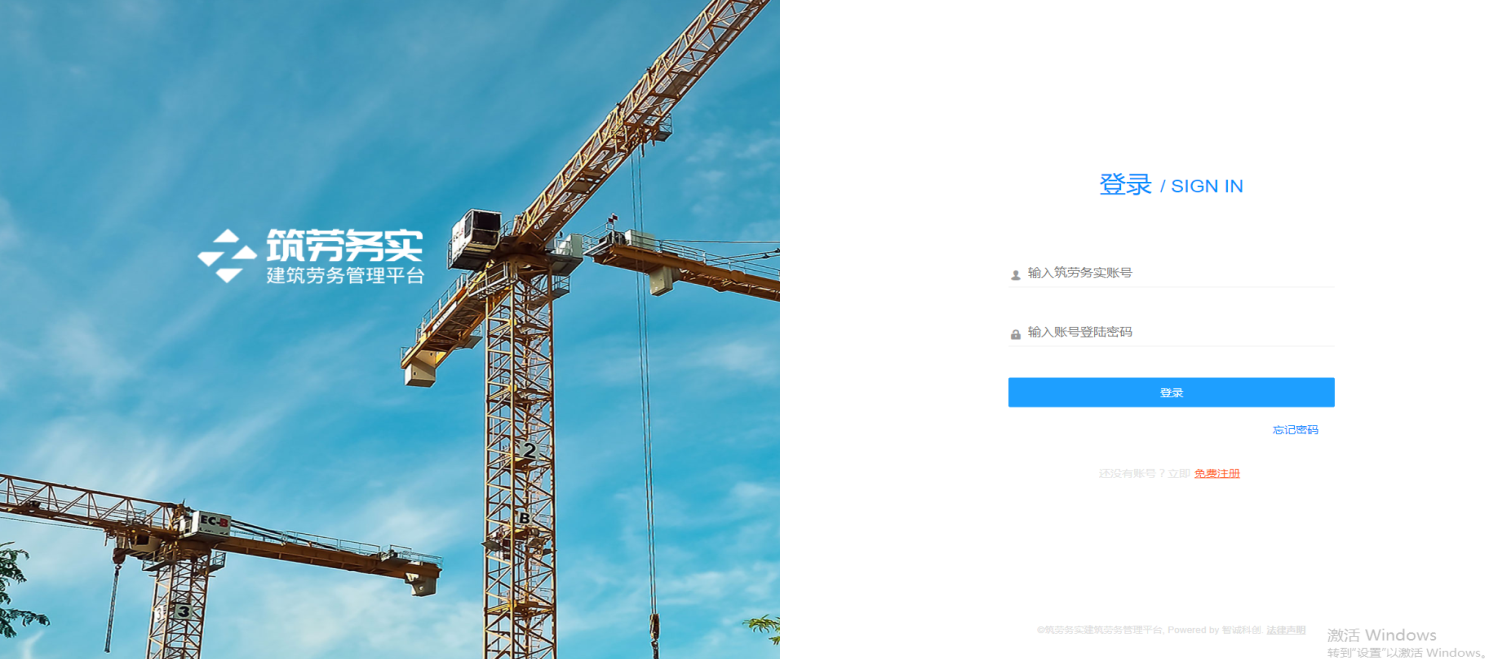 筑劳务实
建筑劳务管理平台
2
B
EC-B
3
登录 / SIGN IN
输入筑劳务实账号
输入账号登陆密码
登录
忘记密码
还没有账号？立即 免费注册
©筑劳务实建筑劳务管理平台, Powered by 智诚科创. 法律声明
激活 Windows
转到“设置”以激活 Windows。